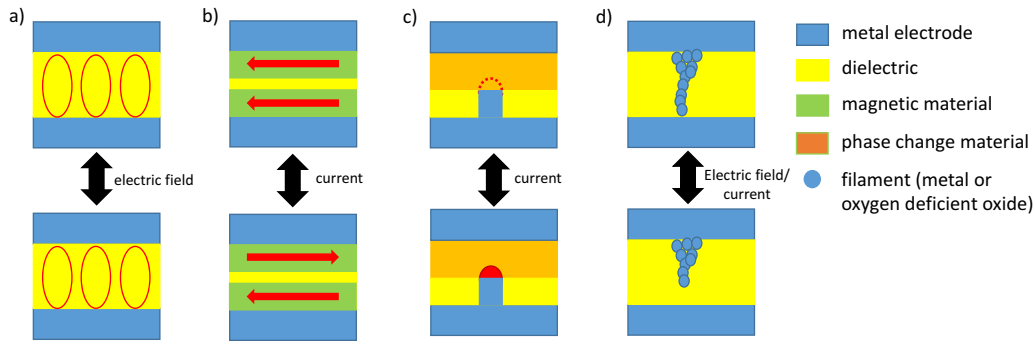 a)
b)
c)
d)
metal electrode
dielectric
magnetic material
phase change material
filament (metal or
oxygen deficient oxide)
electric field
current
current
Electric field/
current